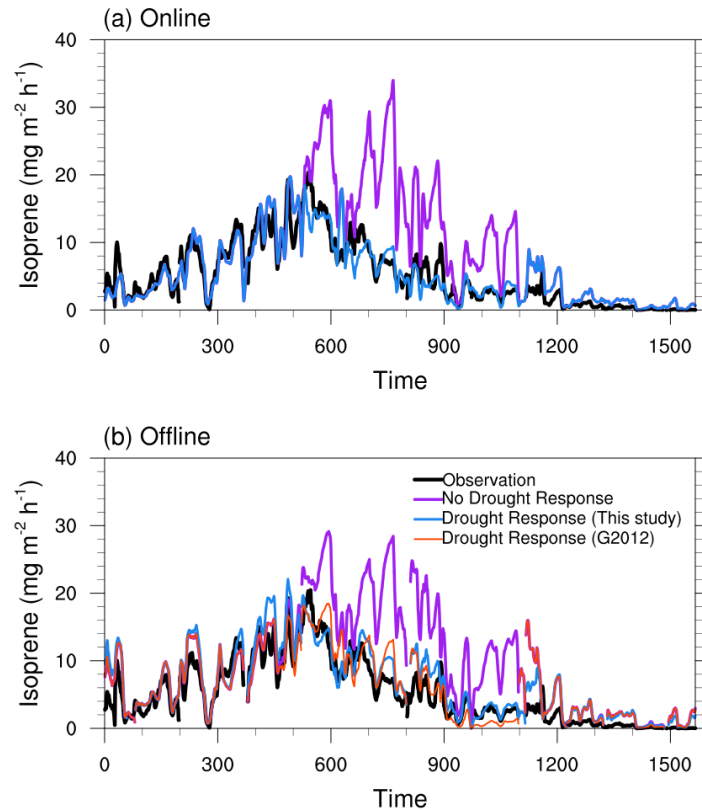 (a) Online
40
30
20
10
0
Isoprene (mg m⁻² h⁻¹)
0 300 600 900 1200 1500
Time
(b) Offline
40
30
20
10
0
Isoprene (mg m⁻² h⁻¹)
Observation
No Drought Response
Drought Response (This study)
Drought Response (G2012)
0 300 600 900 1200 1500
Time